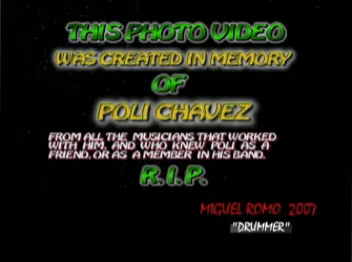 THIS PHOTO VIDEO
WAS CREATED IN MEMORY
OF
POLI CHAVEZ
FROM ALL THE MUSICIANS THAT WORKED
WITH HIM, AND WHO KNEW POLI AS A
FRIEND, OR AS A MEMBER IN HIS BAND.
R.I.P.
MIGUEL ROMO 2007
"DRUMMER"